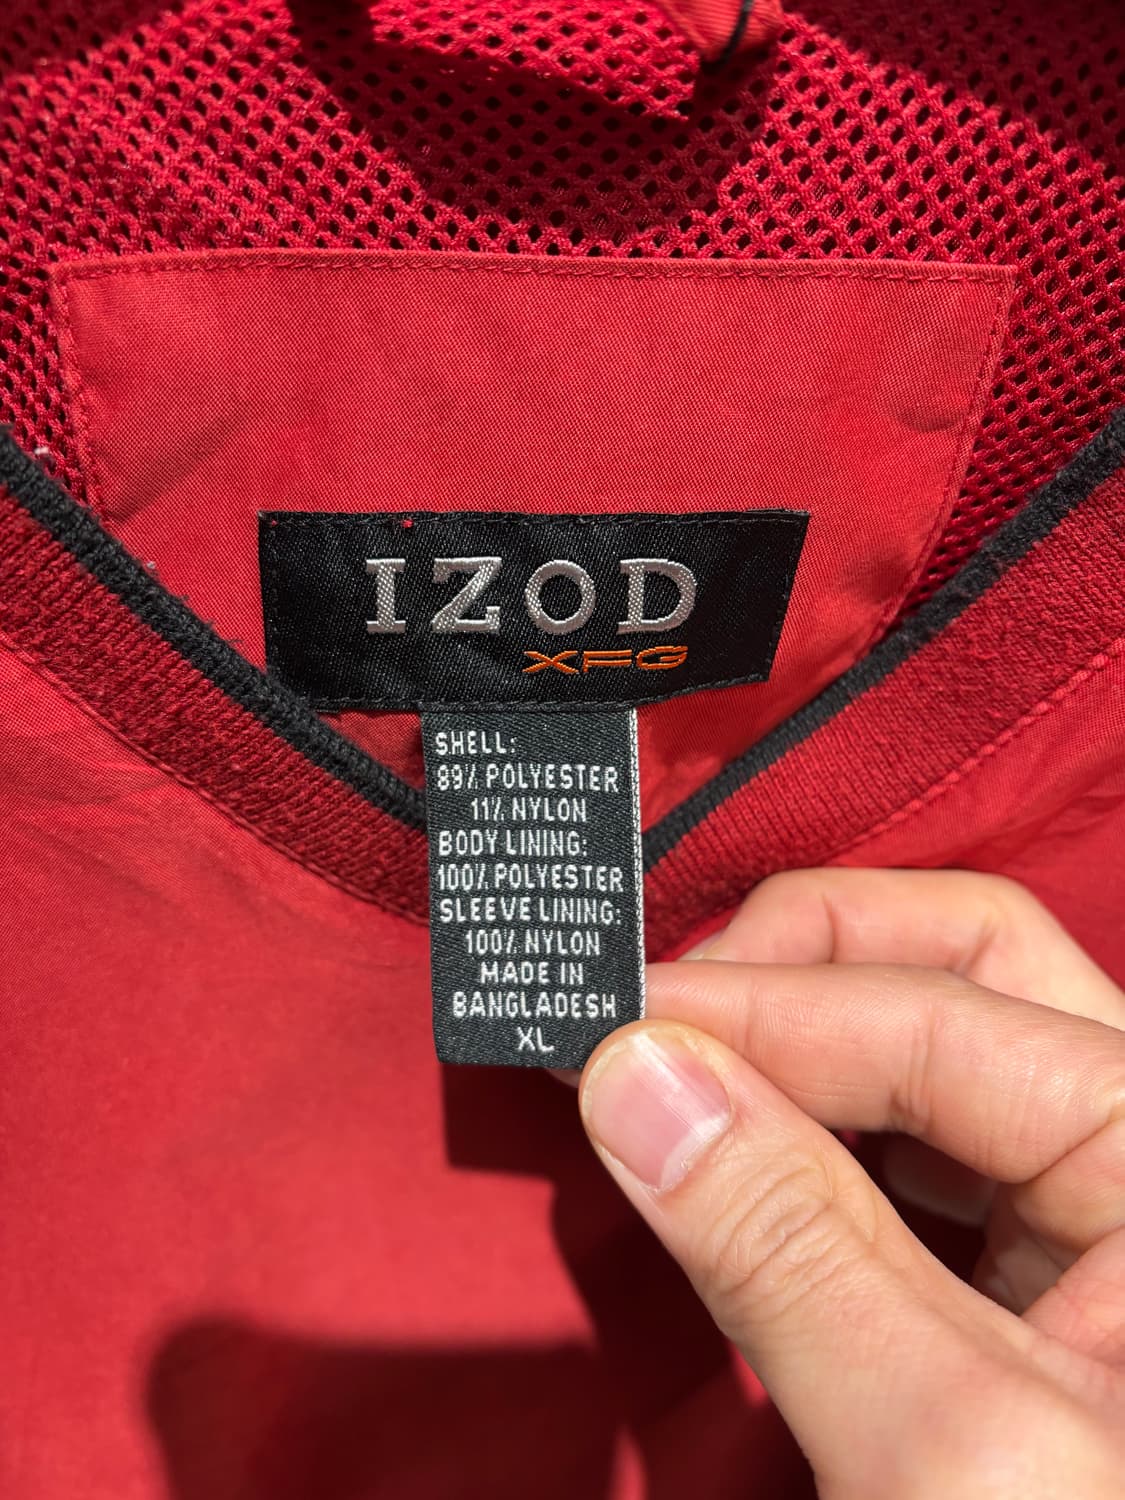 IZOD
XFG
SHELL:
89% POLYESTER
11% NYLON
BODY LINING:
100% POLYESTER
SLEEVE LINING:
100% NYLON
MADE IN
BANGLADESH
XL